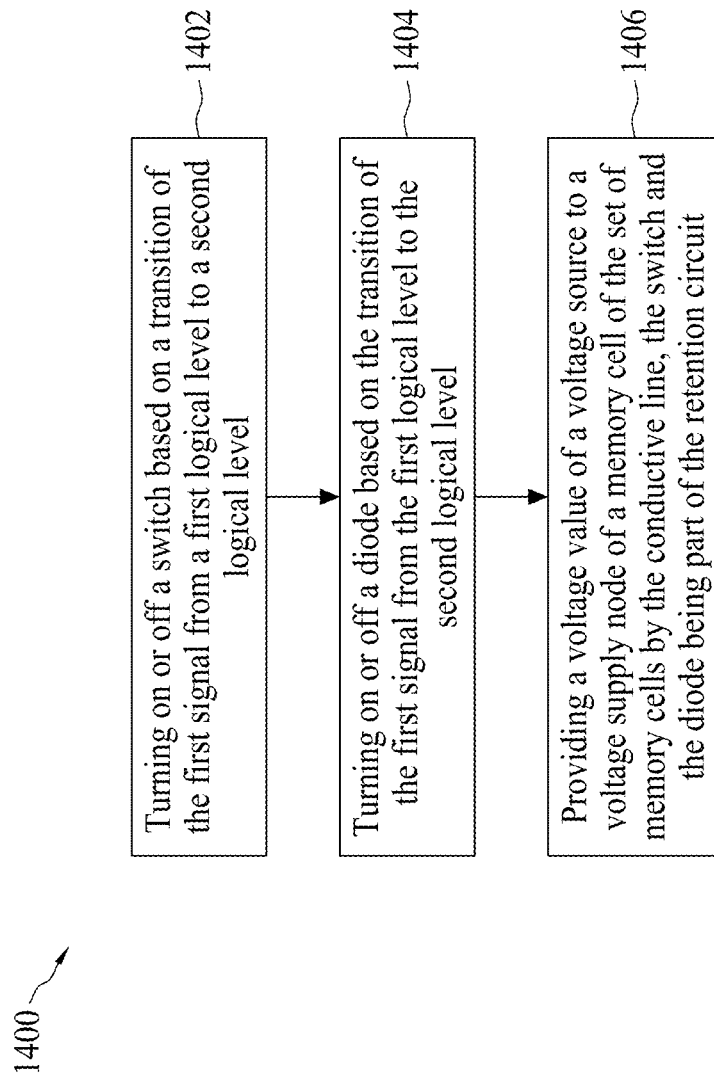 1400
Turning on or off a switch based on a transition of
the first signal from a first logical level to a second
logical level
1402
Turning on or off a diode based on the transition of
the first signal from the first logical level to the
second logical level
1404
Providing a voltage value of a voltage source to a
voltage supply node of a memory cell of the set of
memory cells by the conductive line, the switch and
the diode being part of the retention circuit
1406